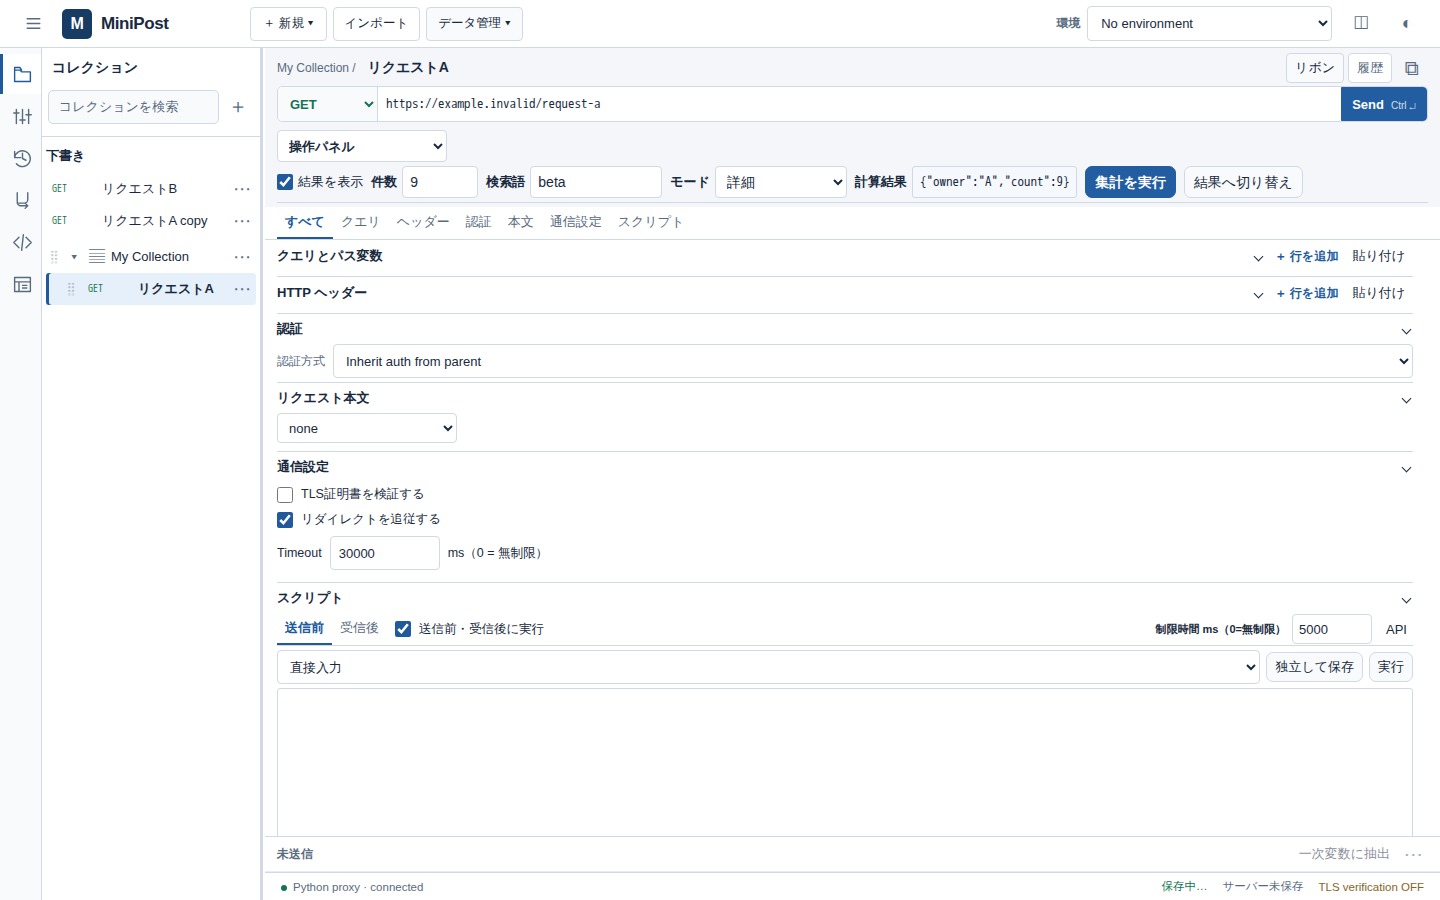 M MiniPost ＋ 新規 ▾ インポート データ管理 ▾ 環境 No environment
コレクション
コレクションを検索 ＋
下書き
GET リクエストB ···
GET リクエストA copy ···
▾ My Collection ···
GET リクエストA ···
My Collection / リクエストA リボン 履歴
GET https://example.invalid/request-a Send Ctrl ⏎
操作パネル
結果を表示 件数 9 検索語 beta モード 詳細 計算結果 {"owner":"A","count":9} 集計を実行 結果へ切り替え
すべて クエリ ヘッダー 認証 本文 通信設定 スクリプト
クエリとパス変数 ＋ 行を追加 貼り付け
HTTP ヘッダー ＋ 行を追加 貼り付け
認証
認証方式 Inherit auth from parent
リクエスト本文
none
通信設定
TLS証明書を検証する
リダイレクトを追従する
Timeout 30000 ms（0 = 無制限）
スクリプト
送信前 受信後 送信前・受信後に実行 制限時間 ms（0=無制限） 5000 API
直接入力 独立して保存 実行
未送信 一次変数に抽出 ···
Python proxy · connected 保存中… サーバー未保存 TLS verification OFF